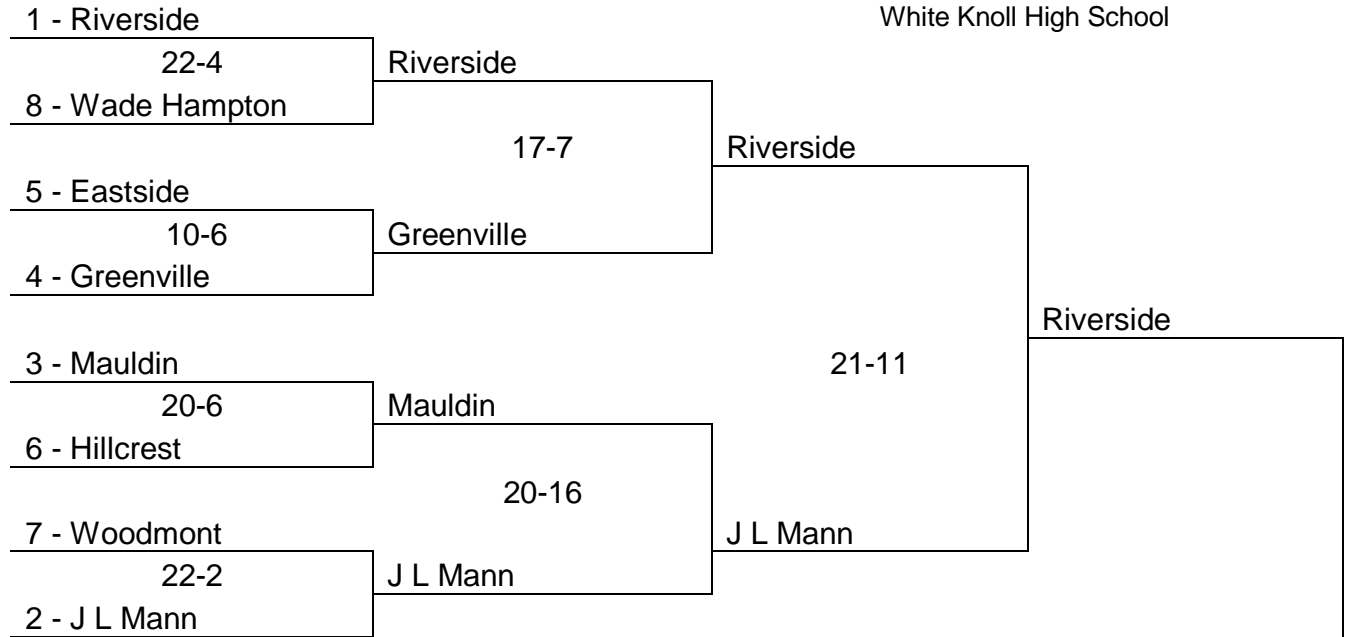 1 - Riverside
White Knoll High School
22-4
Riverside
8 - Wade Hampton
17-7
Riverside
5 - Eastside
10-6
Greenville
4 - Greenville
Riverside
3 - Mauldin
21-11
20-6
Mauldin
6 - Hillcrest
20-16
7 - Woodmont
J L Mann
22-2
J L Mann
2 - J L Mann